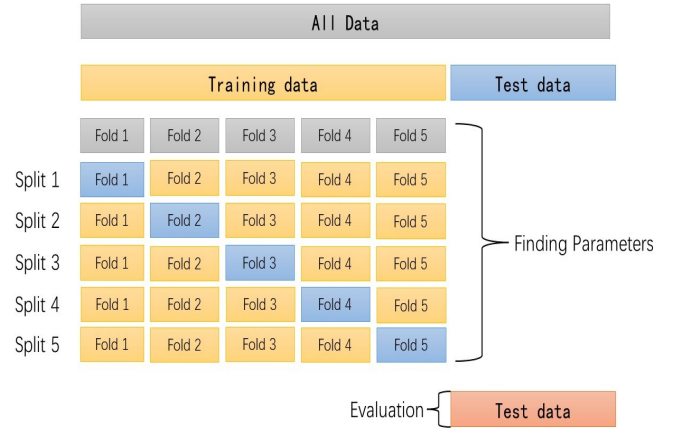 All Data
Training data Test data
Fold 1 Fold 2 Fold 3 Fold 4 Fold 5
Split 1 Fold 1 Fold 2 Fold 3 Fold 4 Fold 5
Split 2 Fold 1 Fold 2 Fold 3 Fold 4 Fold 5
Split 3 Fold 1 Fold 2 Fold 3 Fold 4 Fold 5
Split 4 Fold 1 Fold 2 Fold 3 Fold 4 Fold 5
Split 5 Fold 1 Fold 2 Fold 3 Fold 4 Fold 5
Finding Parameters
Evaluation Test data